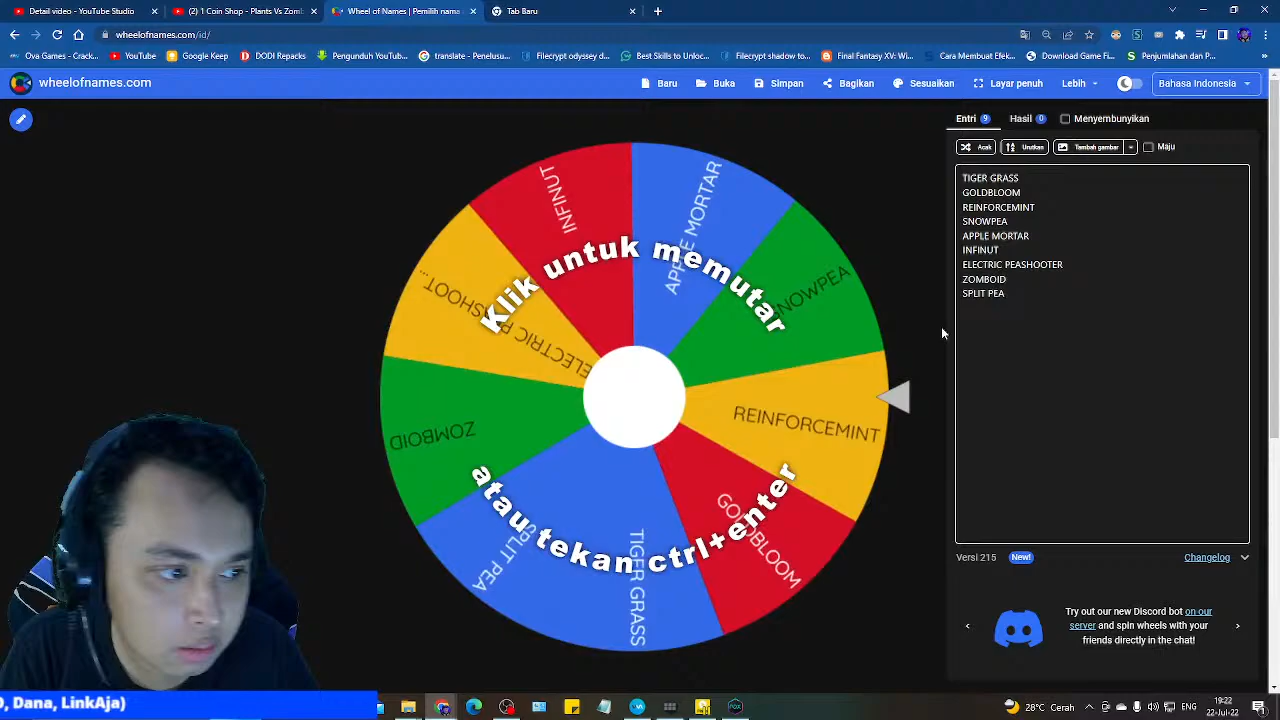 Detail video - YouTube Studio
(2) 1 Coin Shop - Plants Vs Zomb
Wheel of Names | Pemilih nama
Tab Baru
wheelofnames.com/id/
Ova Games - Crack...
YouTube
Google Keep
DODI Repacks
Pengunduh YouTub...
translate - Penelusu...
Filecrypt odyssey d...
Best Skills to Unloc...
Filecrypt shadow to...
Final Fantasy XV: Wi...
Cara Membuat Efek...
Download Game Fi...
Penjumlahan dan P...
wheelofnames.com
Baru
Buka
Simpan
Bagikan
Sesuaikan
Layar penuh
Lebih
Bahasa Indonesia
Entri 9
Hasil 0
Menyembunyikan
Acak
Urutkan
Tambah gambar
Maju
TIGER GRASS
GOLDBLOOM
REINFORCEMINT
SNOWPEA
APPLE MORTAR
INFINUT
ELECTRIC PEASHOOTER
ZOMBOID
SPLIT PEA
INFINUT
APPLE MORTAR
SNOWPEA
REINFORCEMINT
GOLDBLOOM
TIGER GRASS
SPLIT PEA
ZOMBOID
ELECTRIC PEASHOOT...
Klik untuk memutar
atau tekan ctrl+enter
Versi 215
New!
Changelog
Try out our new Discord bot on our
server and spin wheels with your
friends directly in the chat!
O, Dana, LinkAja)
28°C Cerah
19:22
22-Jul-22